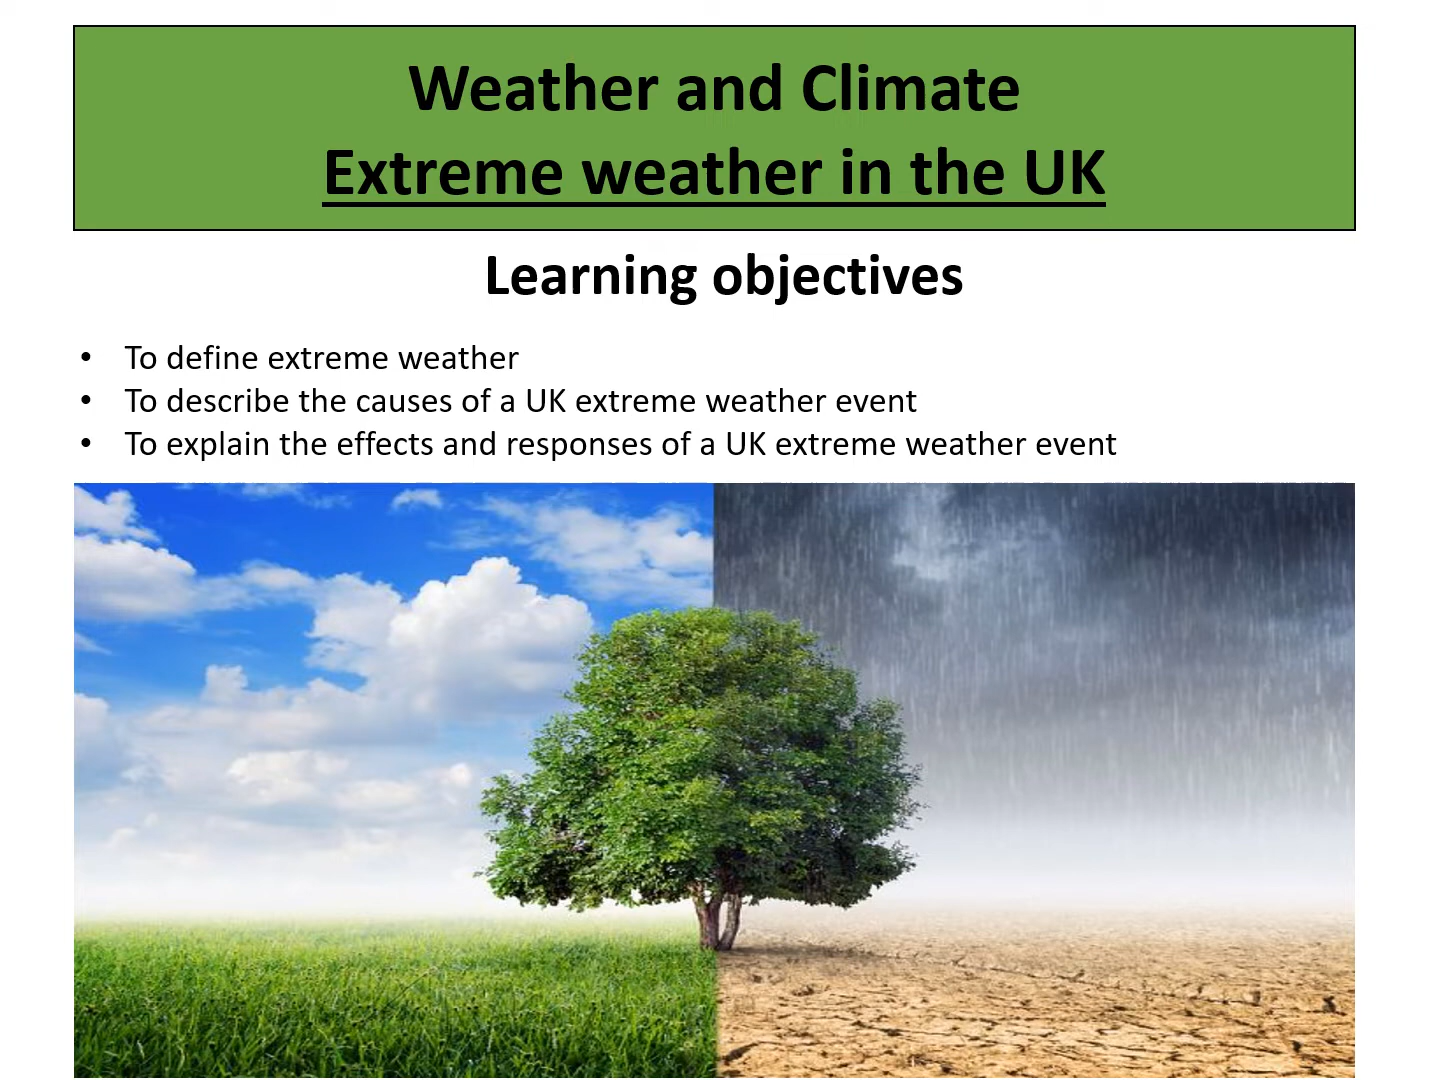 Weather and Climate
Extreme weather in the UK
Learning objectives
• To define extreme weather
• To describe the causes of a UK extreme weather event
• To explain the effects and responses of a UK extreme weather event